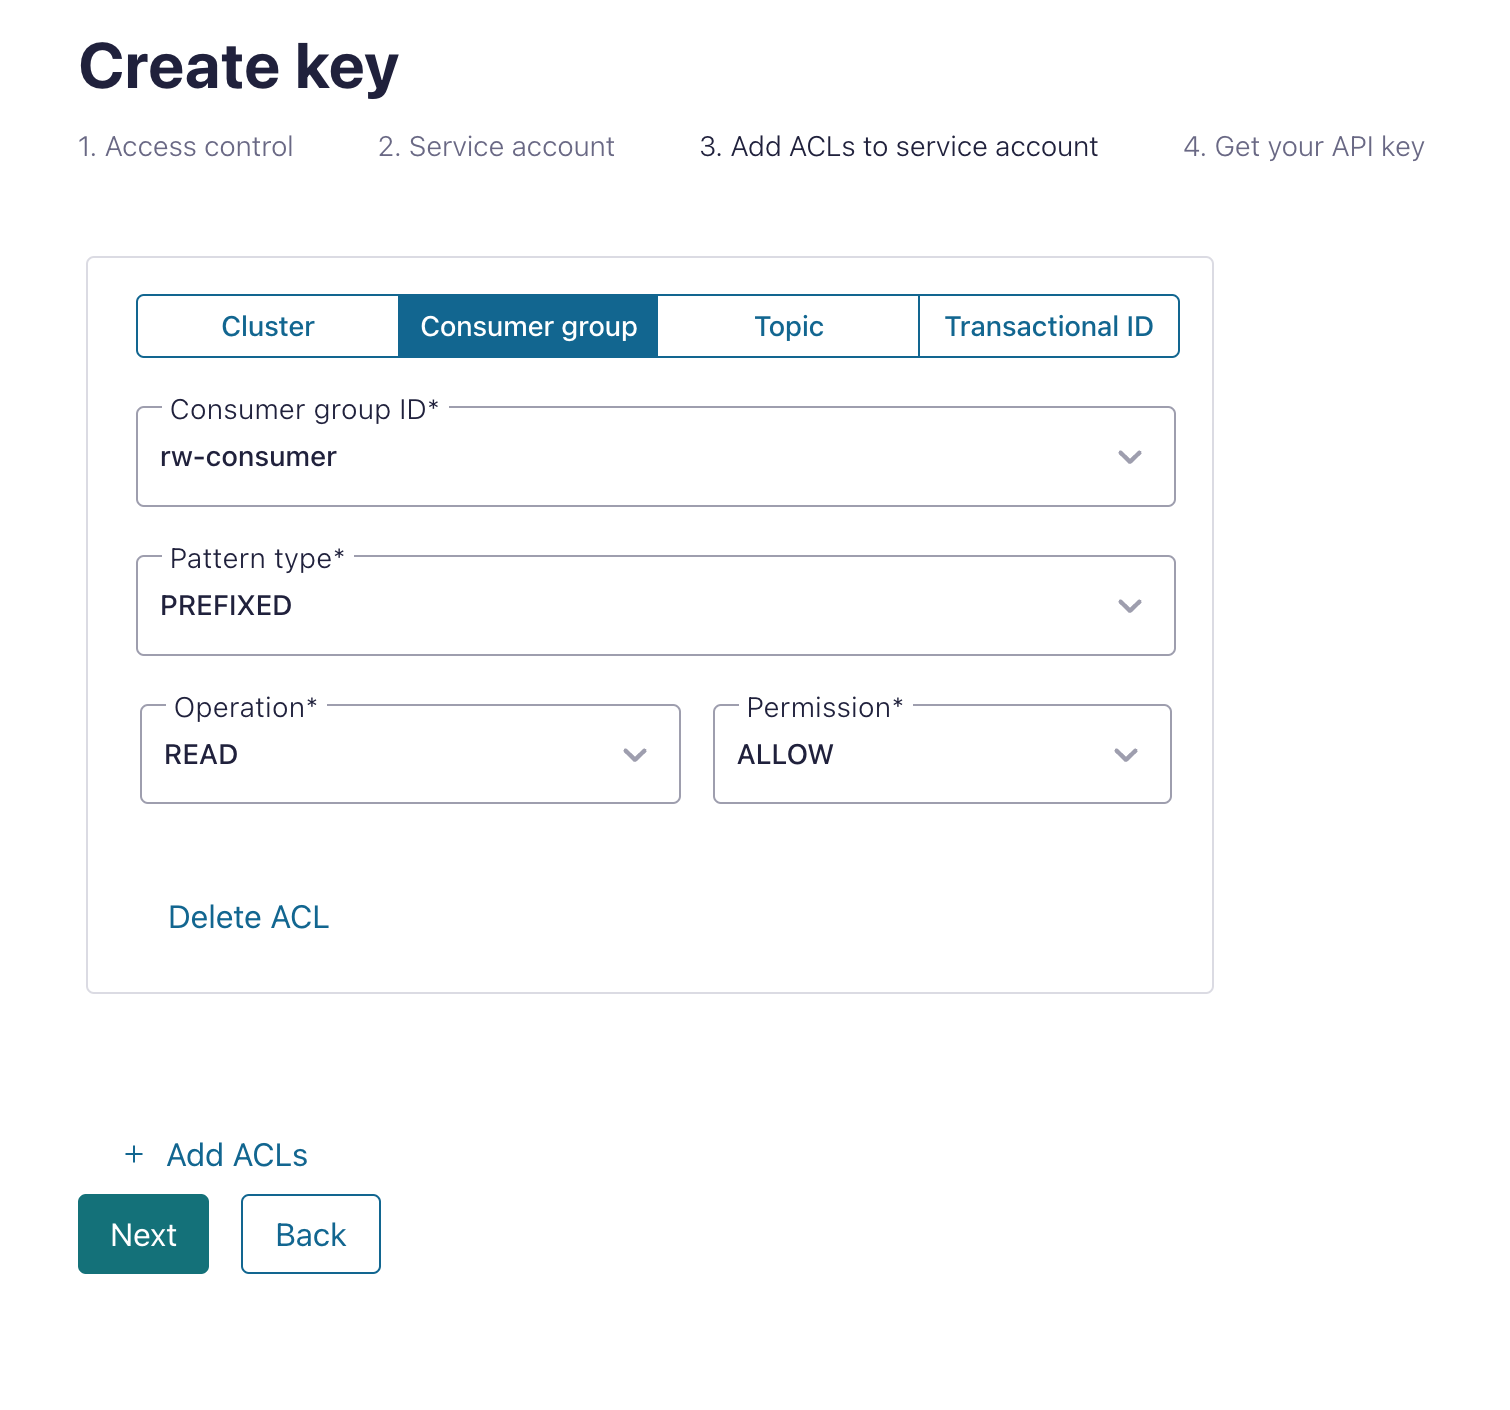 Create key
1. Access control 2. Service account 3. Add ACLs to service account 4. Get your API key
Cluster Consumer group Topic Transactional ID
Consumer group ID*
rw-consumer
Pattern type*
PREFIXED
Operation* Permission*
READ ALLOW
Delete ACL
+ Add ACLs
Next Back